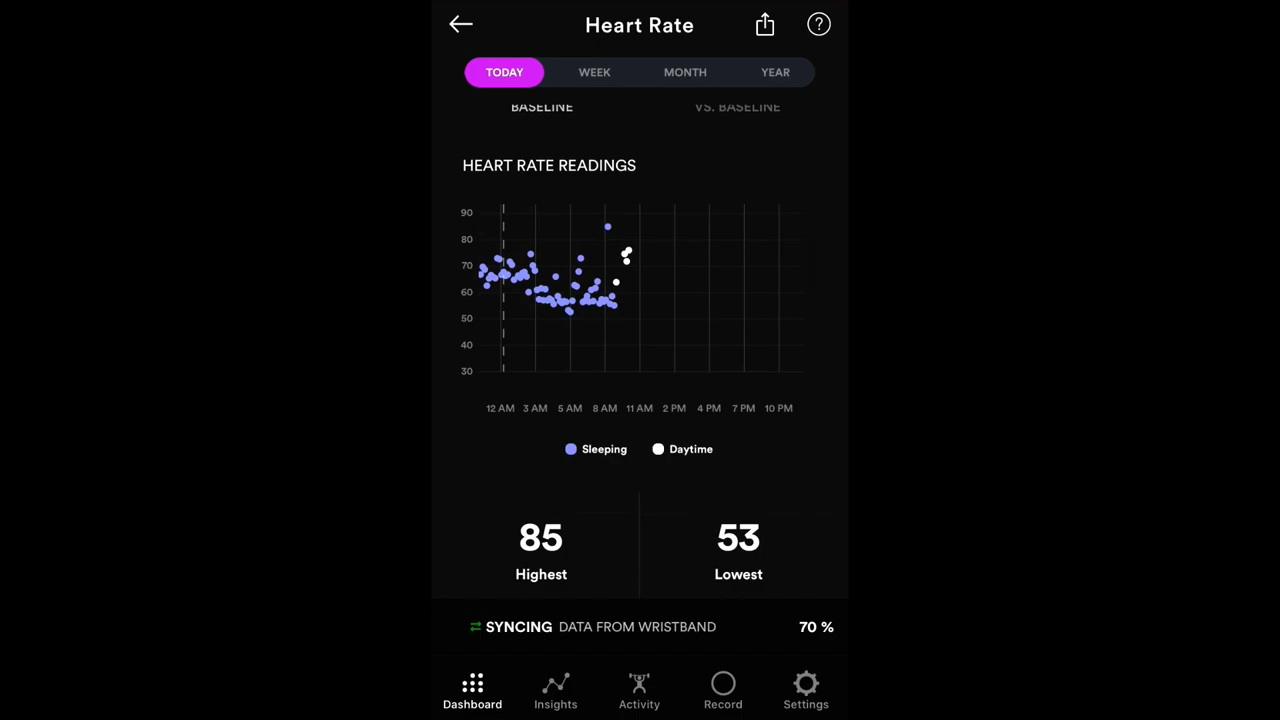 Heart Rate
?
TODAY WEEK MONTH YEAR
BASELINE VS. BASELINE
HEART RATE READINGS
90
80
70
60
50
40
30
12 AM 3 AM 5 AM 8 AM 11 AM 2 PM 4 PM 7 PM 10 PM
Sleeping Daytime
85 53
Highest Lowest
SYNCING DATA FROM WRISTBAND 70 %
Dashboard Insights Activity Record Settings